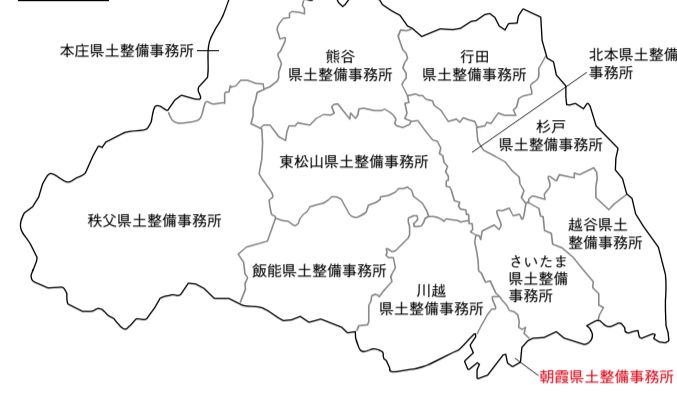 本庄県土整備事務所
熊谷
県土整備事務所
行田
県土整備事務所
北本県土整備
事務所
杉戸
県土整備事務所
東松山県土整備事務所
秩父県土整備事務所
越谷県土
整備事務所
飯能県土整備事務所
さいたま
県土整備
事務所
川越
県土整備事務所
朝霞県土整備事務所